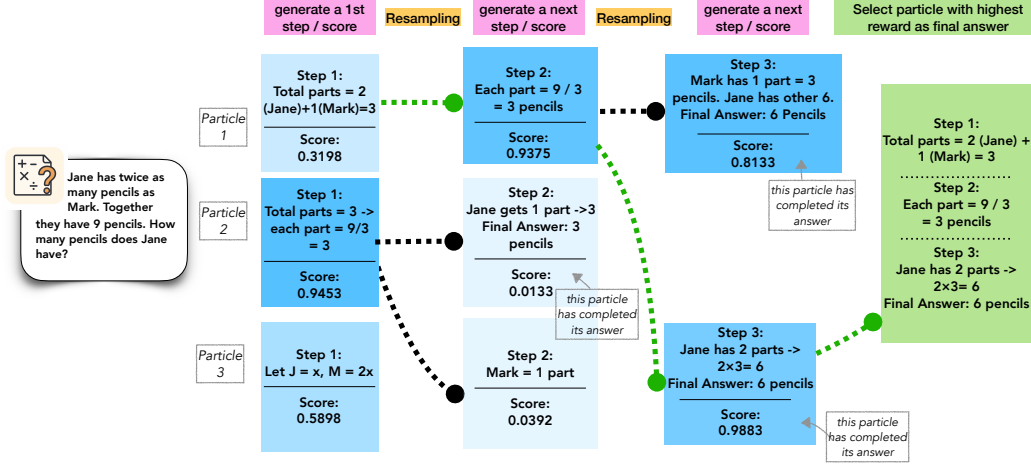 generate a 1st
step / score
Resampling
generate a next
step / score
Resampling
generate a next
step / score
Select particle with highest
reward as final answer
+ -
× ÷
?
Jane has twice as
many pencils as
Mark. Together
they have 9 pencils. How
many pencils does Jane
have?
Particle
1
Step 1:
Total parts = 2
(Jane)+1(Mark)=3
Score:
0.3198
Step 2:
Each part = 9 / 3
= 3 pencils
Score:
0.9375
Step 3:
Mark has 1 part = 3
pencils. Jane has other 6.
Final Answer: 6 Pencils
Score:
0.8133
this particle has
completed its
answer
Particle
2
Step 1:
Total parts = 3 ->
each part = 9/3
= 3
Score:
0.9453
Step 2:
Jane gets 1 part ->3
Final Answer: 3
pencils
Score:
0.0133
this particle
has completed
its answer
Particle
3
Step 1:
Let J = x, M = 2x
Score:
0.5898
Step 2:
Mark = 1 part
Score:
0.0392
Step 3:
Jane has 2 parts ->
2×3= 6
Final Answer: 6 pencils
Score:
0.9883
this particle
has completed
its answer
Step 1:
Total parts = 2 (Jane) +
1 (Mark) = 3
........................
Step 2:
Each part = 9 / 3
= 3 pencils
........................
Step 3:
Jane has 2 parts ->
2×3= 6
Final Answer: 6 pencils